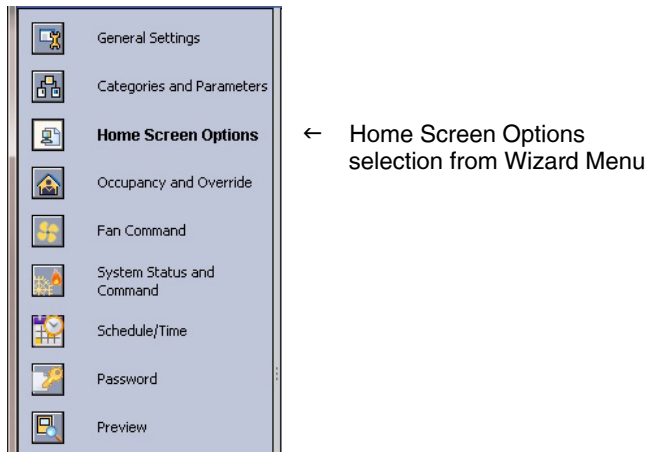 General Settings
Categories and Parameters
Home Screen Options
← Home Screen Options
selection from Wizard Menu
Occupancy and Override
Fan Command
System Status and
Command
Schedule/Time
Password
Preview